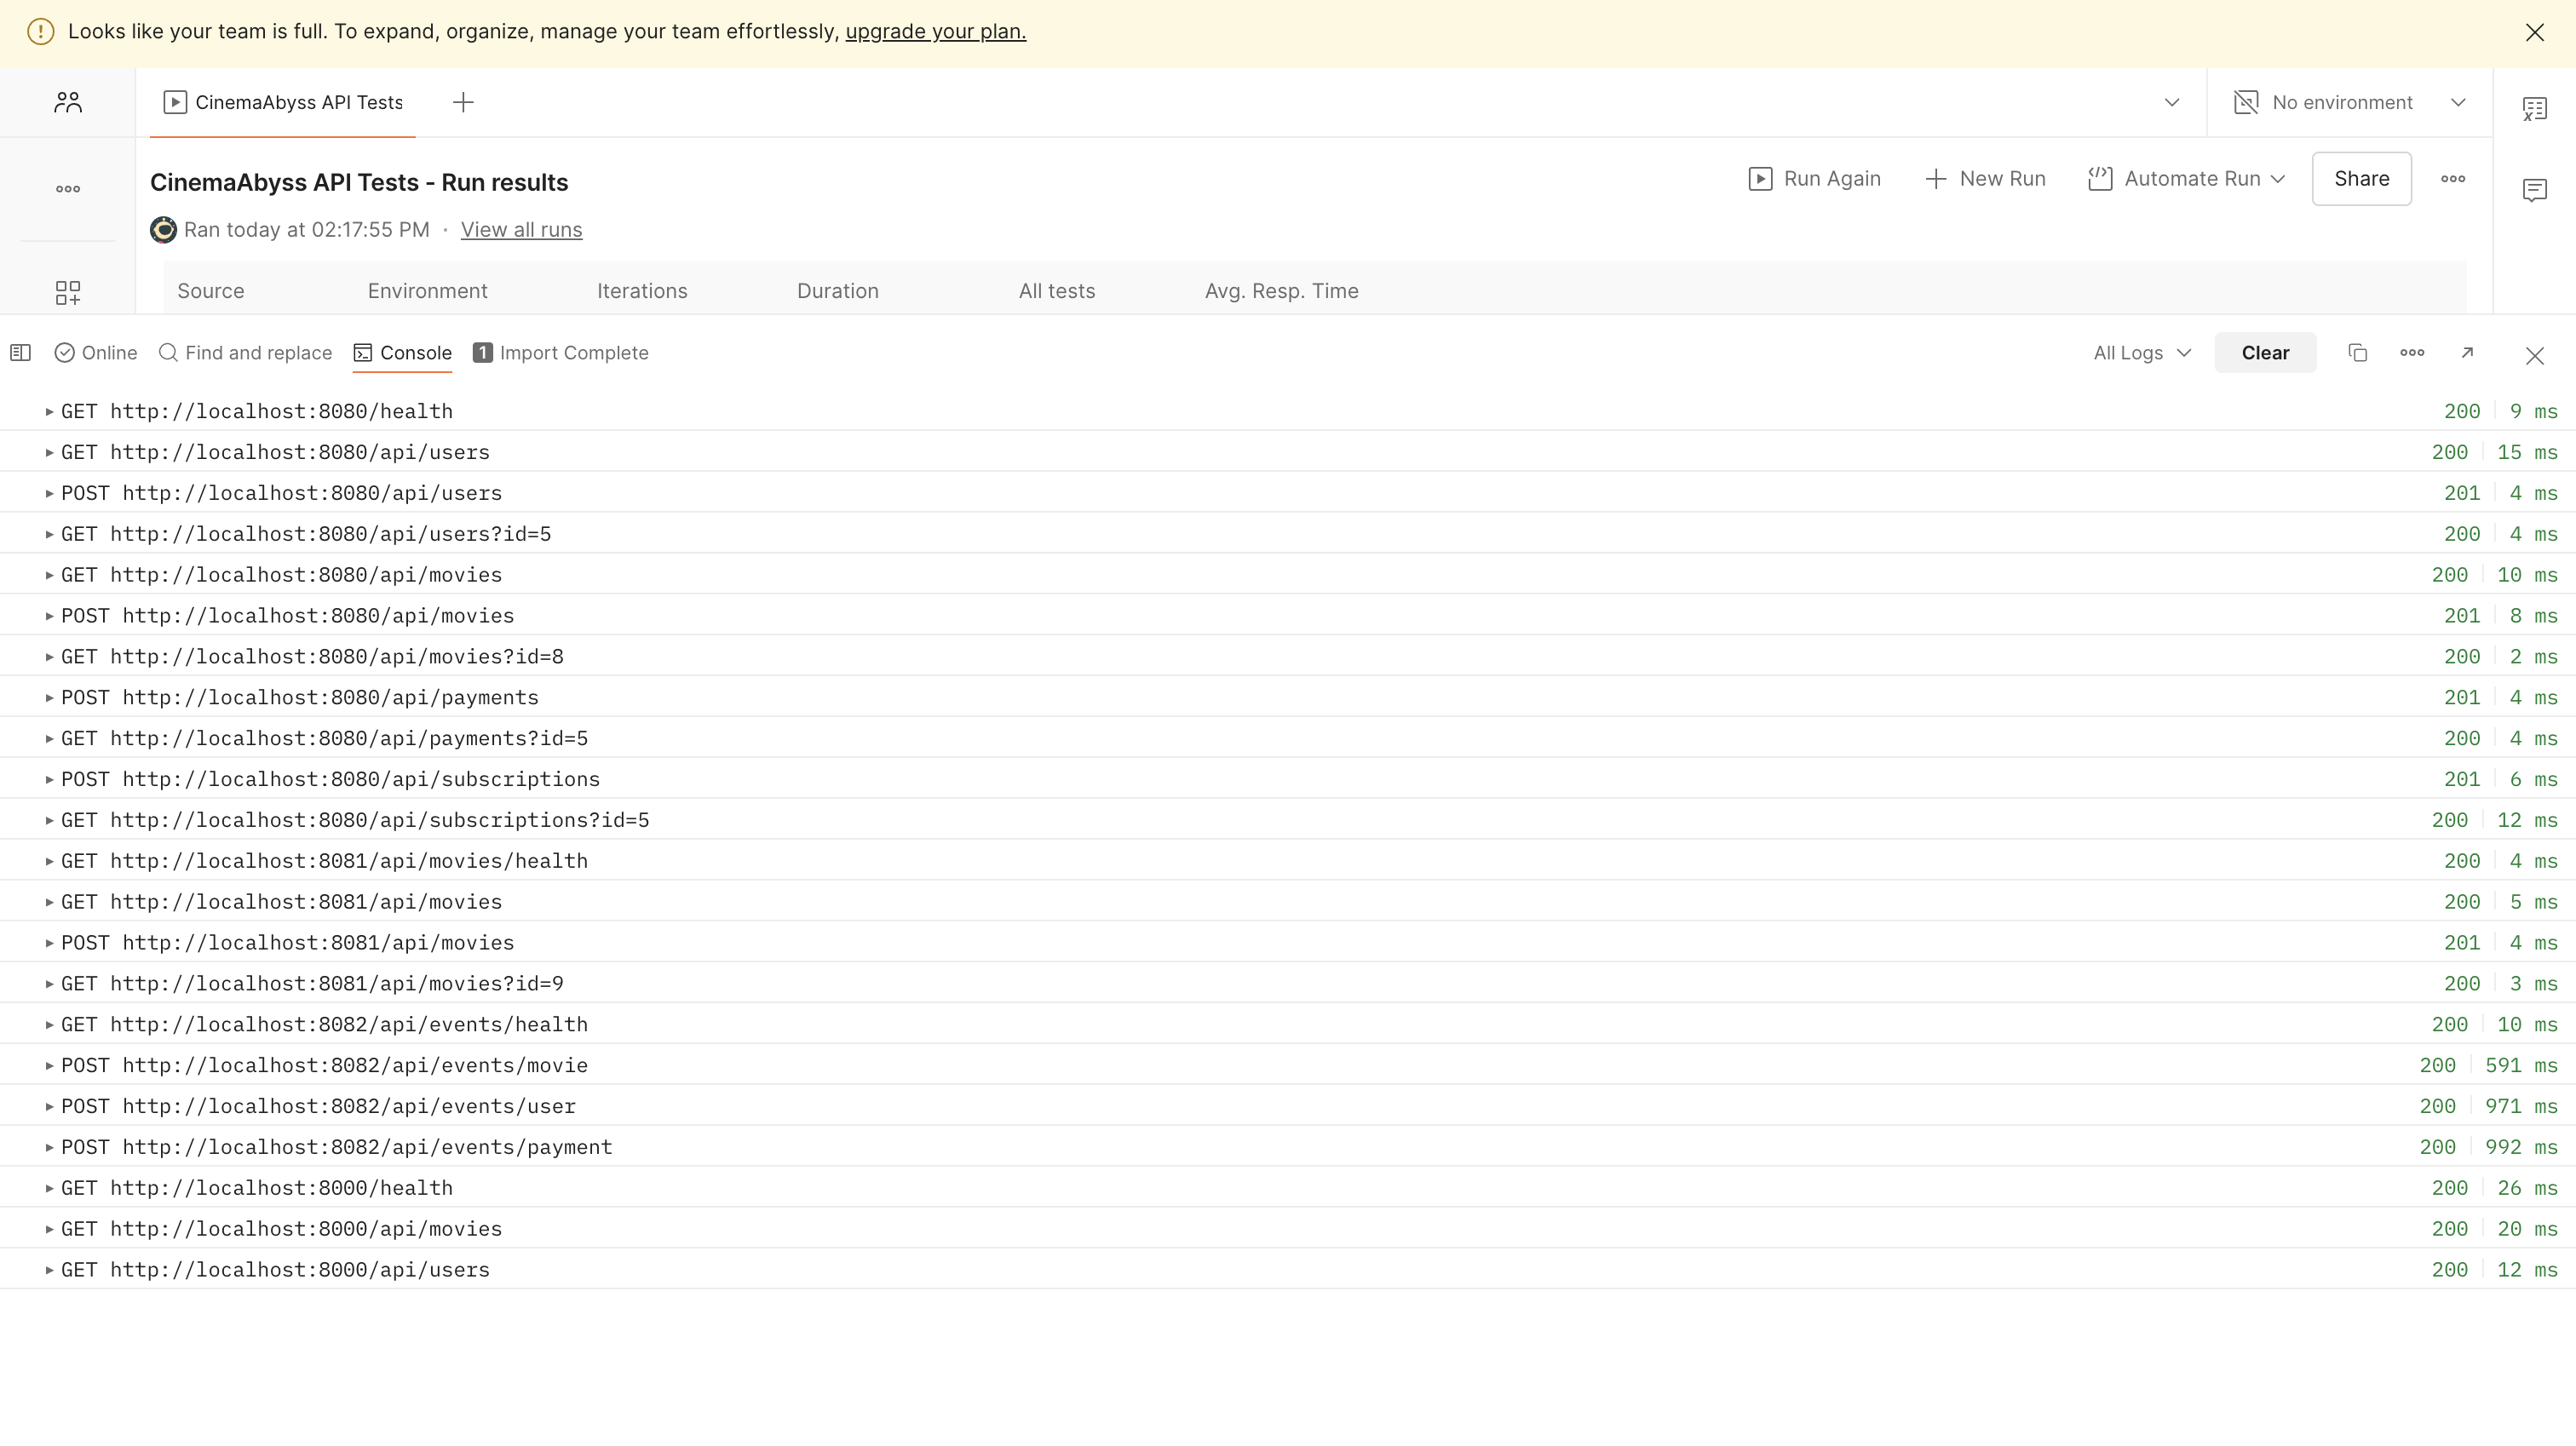 Looks like your team is full. To expand, organize, manage your team effortlessly, upgrade your plan.
CinemaAbyss API Tests
No environment
CinemaAbyss API Tests - Run results
Run Again
New Run
Automate Run
Share
Ran today at 02:17:55 PM · View all runs
Source Environment Iterations Duration All tests Avg. Resp. Time
Online Find and replace Console 1 Import Complete All Logs Clear
GET http://localhost:8080/health 200 9 ms
GET http://localhost:8080/api/users 200 15 ms
POST http://localhost:8080/api/users 201 4 ms
GET http://localhost:8080/api/users?id=5 200 4 ms
GET http://localhost:8080/api/movies 200 10 ms
POST http://localhost:8080/api/movies 201 8 ms
GET http://localhost:8080/api/movies?id=8 200 2 ms
POST http://localhost:8080/api/payments 201 4 ms
GET http://localhost:8080/api/payments?id=5 200 4 ms
POST http://localhost:8080/api/subscriptions 201 6 ms
GET http://localhost:8080/api/subscriptions?id=5 200 12 ms
GET http://localhost:8081/api/movies/health 200 4 ms
GET http://localhost:8081/api/movies 200 5 ms
POST http://localhost:8081/api/movies 201 4 ms
GET http://localhost:8081/api/movies?id=9 200 3 ms
GET http://localhost:8082/api/events/health 200 10 ms
POST http://localhost:8082/api/events/movie 200 591 ms
POST http://localhost:8082/api/events/user 200 971 ms
POST http://localhost:8082/api/events/payment 200 992 ms
GET http://localhost:8000/health 200 26 ms
GET http://localhost:8000/api/movies 200 20 ms
GET http://localhost:8000/api/users 200 12 ms